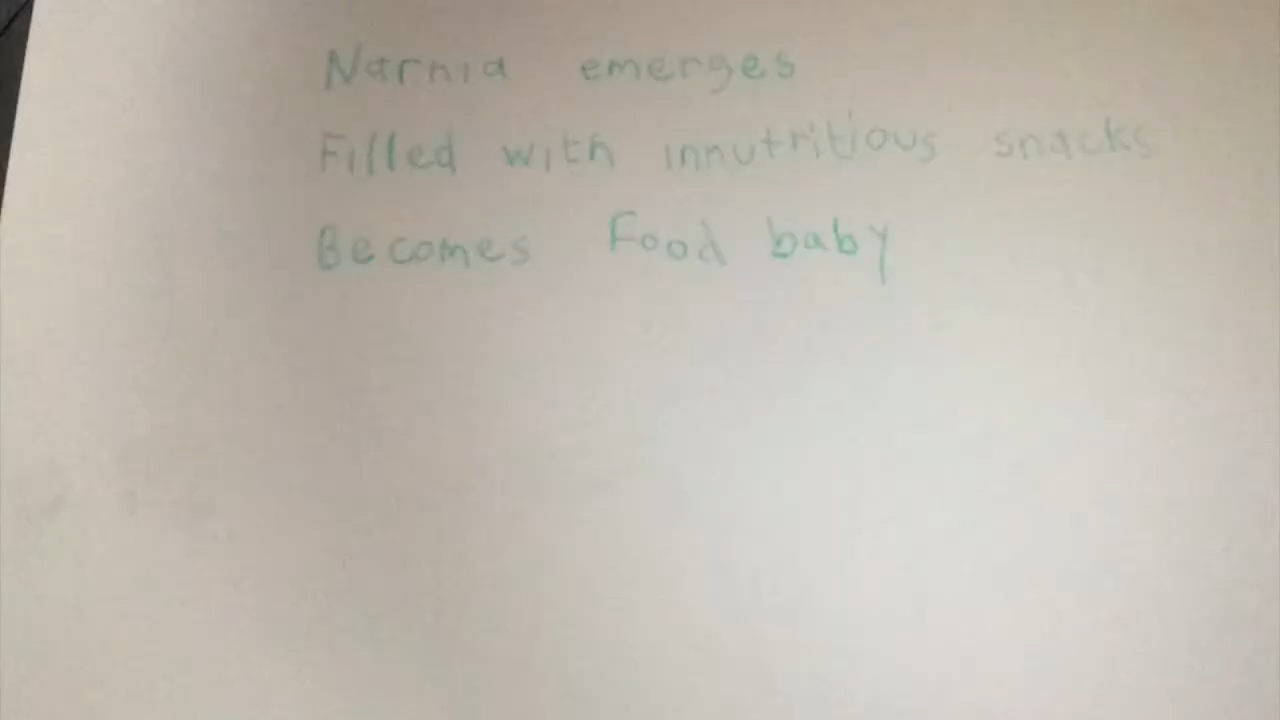 Narnia emerges
Filled with innutritious snacks
Becomes Food baby